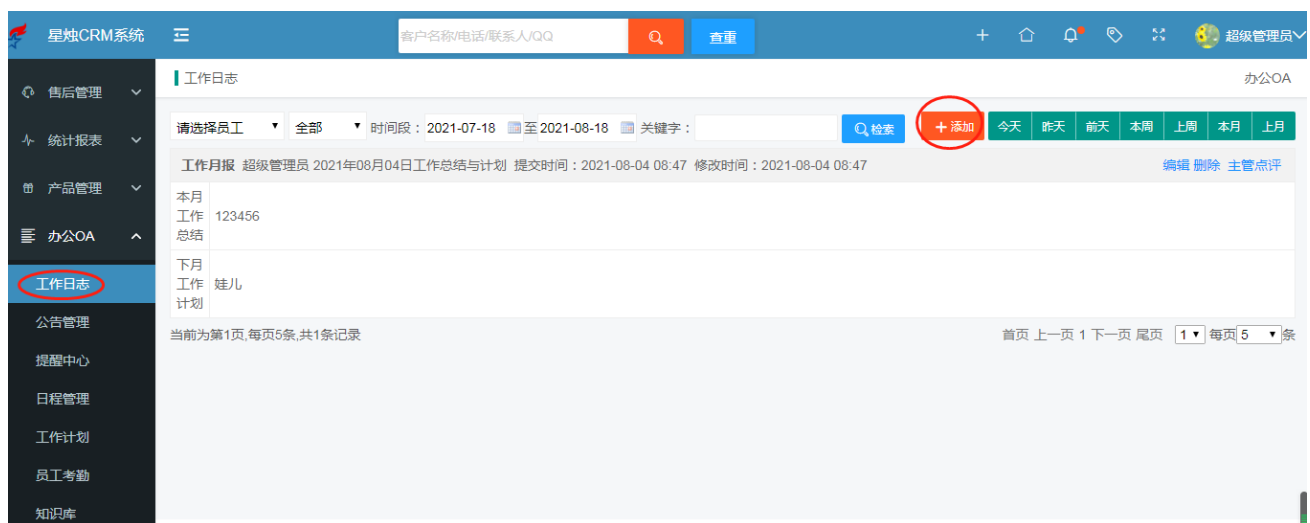 星烛CRM系统 客户名称/电话/联系人/QQ 查重 超级管理员
售后管理
统计报表
产品管理
办公OA
工作日志
公告管理
提醒中心
日程管理
工作计划
员工考勤
知识库
工作日志 办公OA
请选择员工 全部 时间段：2021-07-18 至 2021-08-18 关键字： 检索 +添加 今天 昨天 前天 本周 上周 本月 上月
工作月报 超级管理员 2021年08月04日工作总结与计划 提交时间：2021-08-04 08:47 修改时间：2021-08-04 08:47 编辑 删除 主管点评
本月
工作 123456
总结
下月
工作 娃儿
计划
当前为第1页,每页5条,共1条记录 首页 上一页 1 下一页 尾页 1 每页 5 条